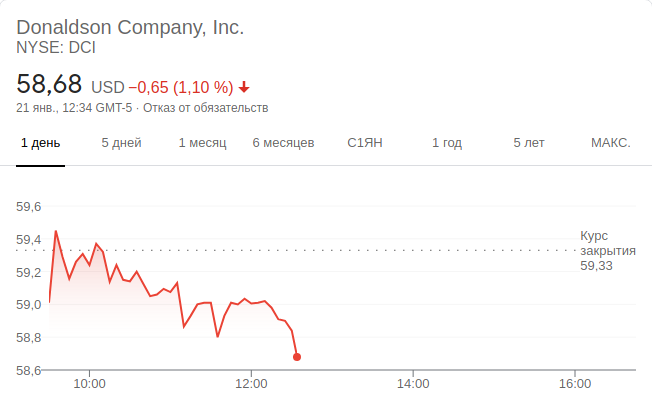 Donaldson Company, Inc.
NYSE: DCI
58,68 USD −0,65 (1,10 %)
21 янв., 12:34 GMT-5 · Отказ от обязательств
1 день 5 дней 1 месяц 6 месяцев С1ЯН 1 год 5 лет МАКС.
59,6
59,4
59,2
59,0
58,8
58,6
Курс
закрытия
59,33
10:00 12:00 14:00 16:00